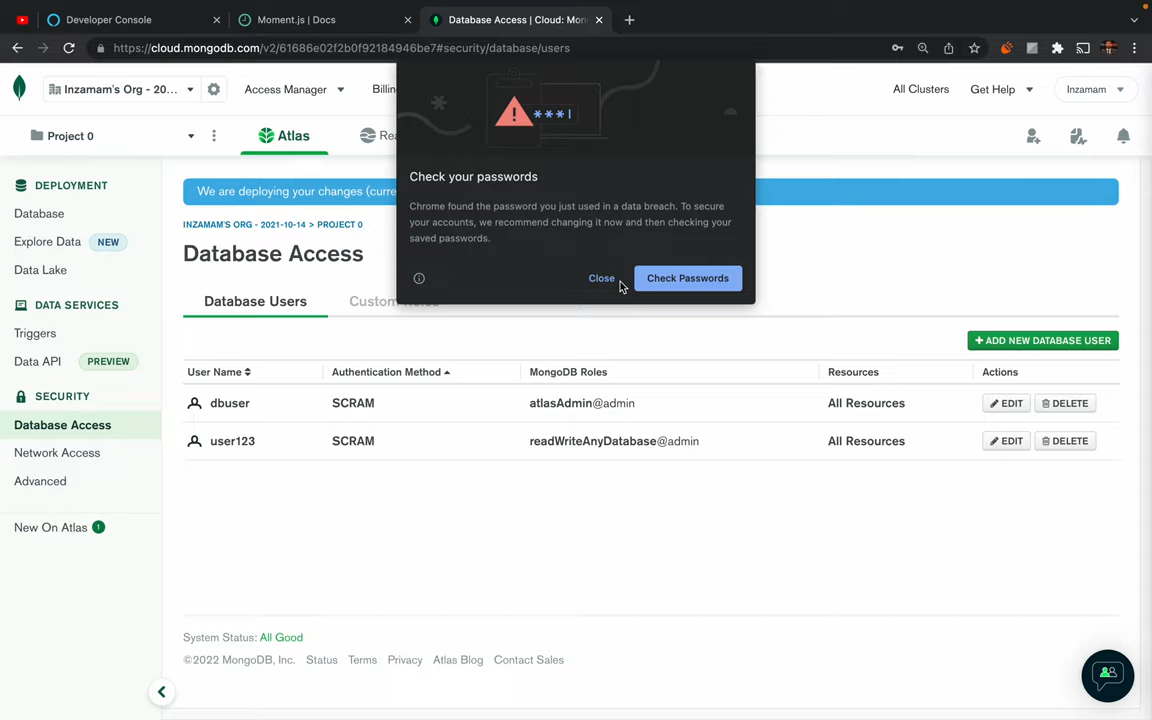 Developer Console
Moment.js | Docs
Database Access | Cloud: Mon
https://cloud.mongodb.com/v2/61686e02f2b0f92184946be7#security/database/users
Inzamam's Org - 20...
Access Manager
Billin
All Clusters
Get Help
Inzamam
Project 0
Atlas
Rea
DEPLOYMENT
Database
Explore Data NEW
Data Lake
DATA SERVICES
Triggers
Data API PREVIEW
SECURITY
Database Access
Network Access
Advanced
New On Atlas 1
***|
Check your passwords
Chrome found the password you just used in a data breach. To secure
your accounts, we recommend changing it now and then checking your
saved passwords.
Close
Check Passwords
We are deploying your changes (curre
INZAMAM'S ORG - 2021-10-14 > PROJECT 0
Database Access
Database Users
Custom Roles
+ ADD NEW DATABASE USER
User Name Authentication Method MongoDB Roles Resources Actions
dbuser SCRAM atlasAdmin@admin All Resources EDIT DELETE
user123 SCRAM readWriteAnyDatabase@admin All Resources EDIT DELETE
System Status: All Good
©2022 MongoDB, Inc. Status Terms Privacy Atlas Blog Contact Sales